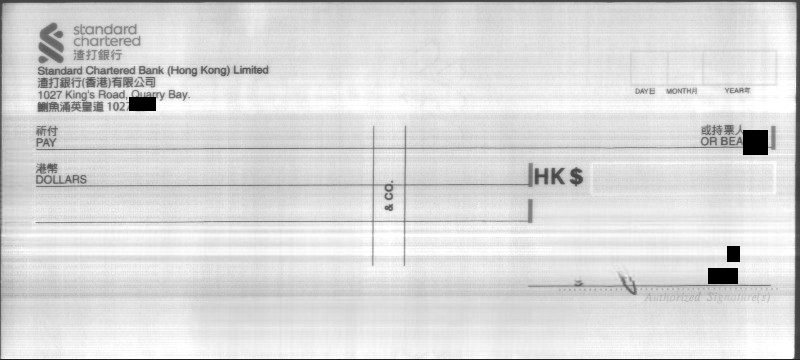 standard
chartered
渣打銀行
Standard Chartered Bank (Hong Kong) Limited
渣打銀行(香港)有限公司
1027 King's Road, Quarry Bay.
鰂魚涌英皇道 1027
DAY日 MONTH月 YEAR年
祈付
PAY
或持票人
OR BEA
港幣
DOLLARS
HK $
& CO.
Authorized Signature(s)